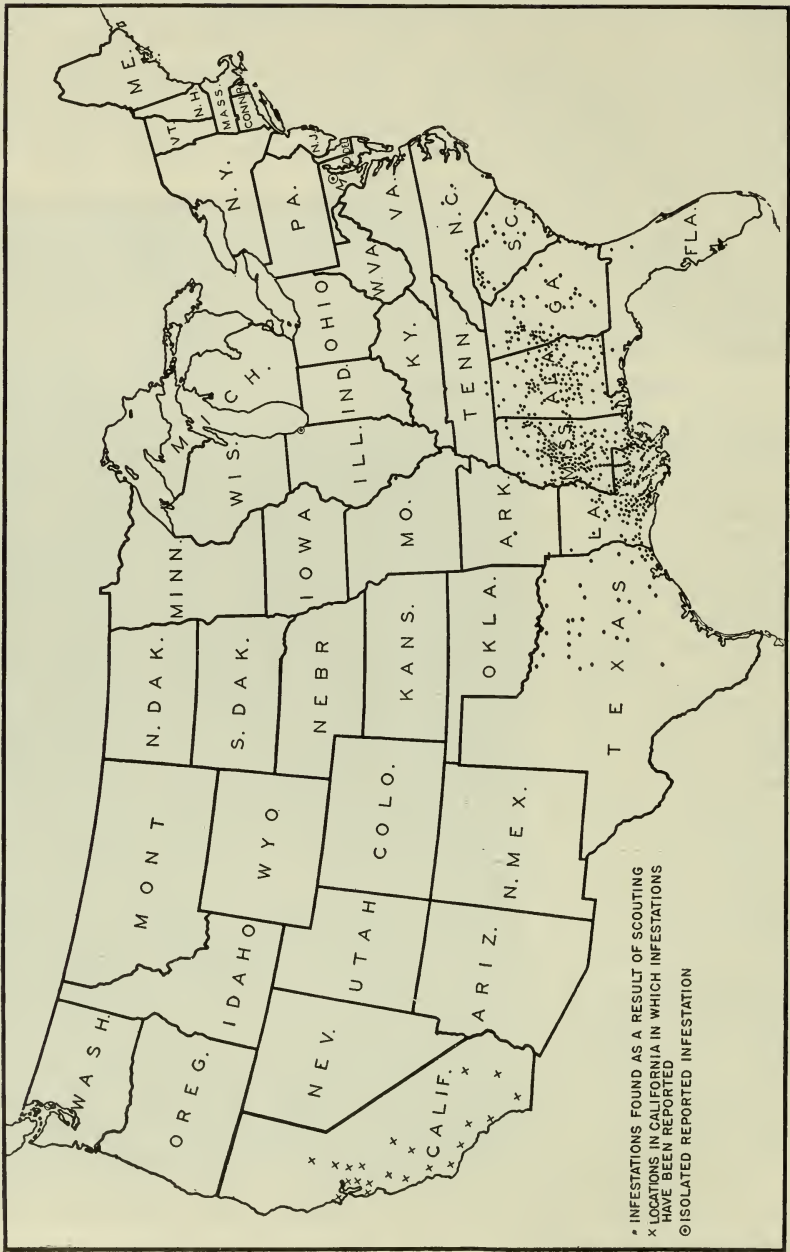 WASH.
MONT
N. DAK.
MINN.
ME.
OREG.
IDAHO
WYO
S. DAK.
WIS.
MICH.
VT.
N.H.
N.Y.
MASS.
CONN.
NEV.
UTAH
COLO.
NEBR
IOWA
ILL.
IND.
OHIO
PA.
N.J.
DEL.
CALIF.
KANS.
MO.
KY.
W.VA.
VA.
ARIZ.
N. MEX.
OKLA.
ARK.
TENN
N.C.
S.C.
TEXAS
LA.
MISS.
ALA.
GA
FLA.
• INFESTATIONS FOUND AS A RESULT OF SCOUTING
x LOCATIONS IN CALIFORNIA IN WHICH INFESTATIONS
HAVE BEEN REPORTED
⊙ ISOLATED REPORTED INFESTATION